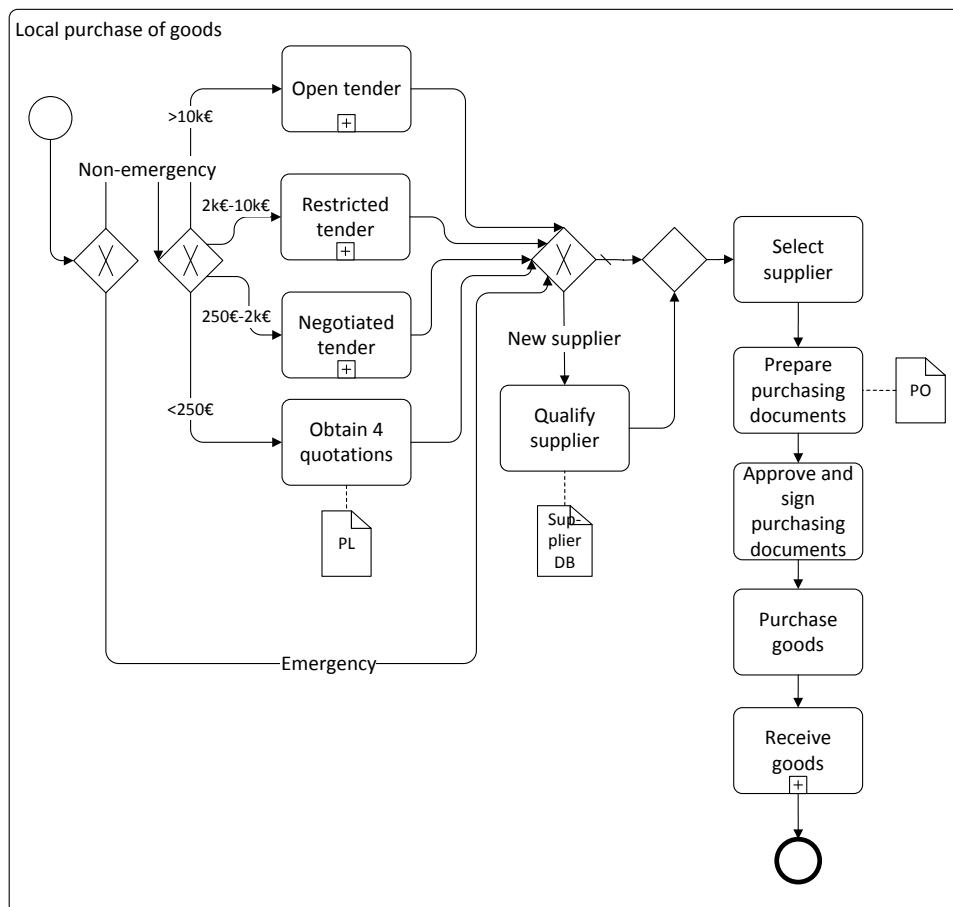 Local purchase of goods
Open tender
>10k€
Non-emergency
2k€-10k€
Restricted
tender
Select
supplier
250€-2k€
Negotiated
tender
New supplier
Prepare
purchasing
documents
PO
<250€
Obtain 4
quotations
Qualify
supplier
PL
Sup-
plier
DB
Approve and
sign
purchasing
documents
Purchase
goods
Emergency
Receive
goods